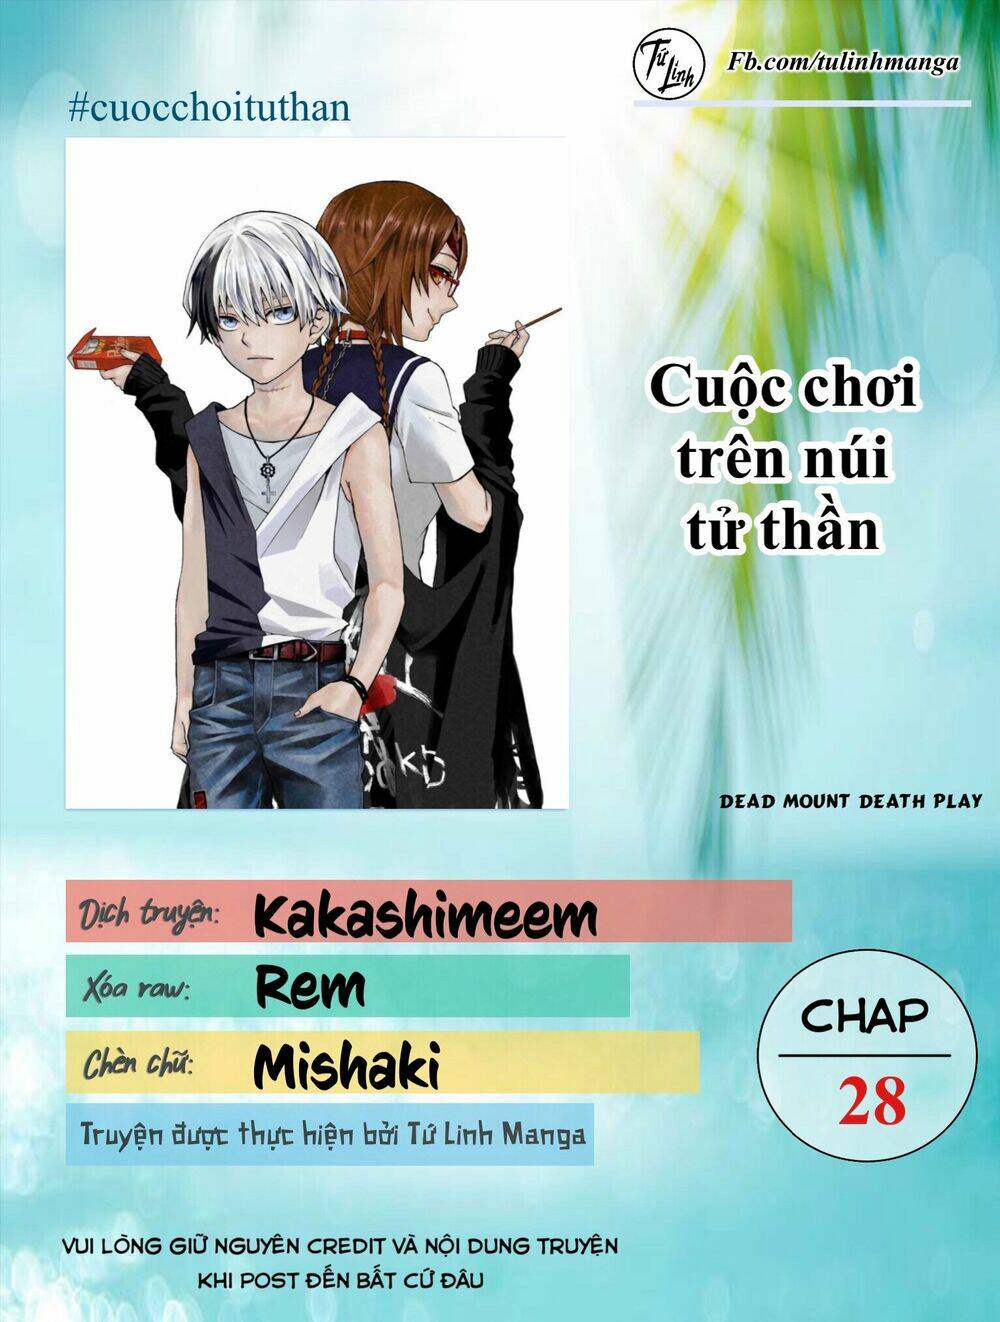 Tứ Linh
Fb.com/tulinhmanga
#cuocchoituthan
Cuộc chơi
trên núi
tử thần
DEAD MOUNT DEATH PLAY
Dịch truyện: Kakashimeem
Xóa raw: Rem
Chèn chữ: Mishaki
Truyện được thực hiện bởi Tứ Linh Manga
CHAP
28
VUI LÒNG GIỮ NGUYÊN CREDIT VÀ NỘI DUNG TRUYỆN
KHI POST ĐẾN BẤT CỨ ĐÂU